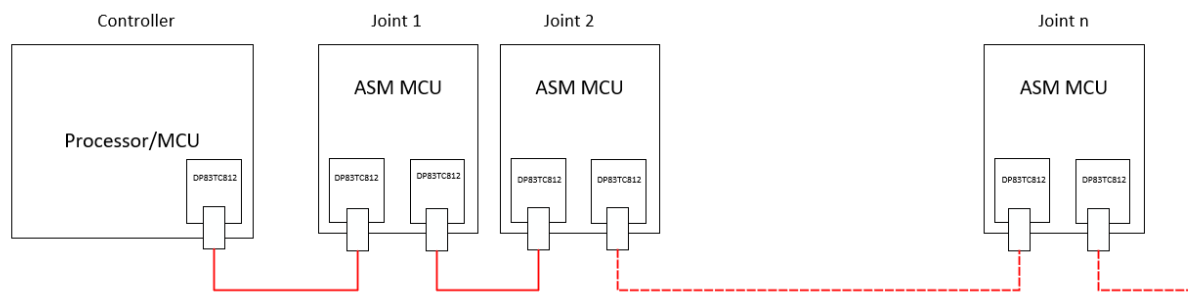 Controller
Joint 1
Joint 2
Joint n
Processor/MCU
DP83TC812
ASM MCU
DP83TC812
DP83TC812
ASM MCU
DP83TC812
DP83TC812
ASM MCU
DP83TC812
DP83TC812